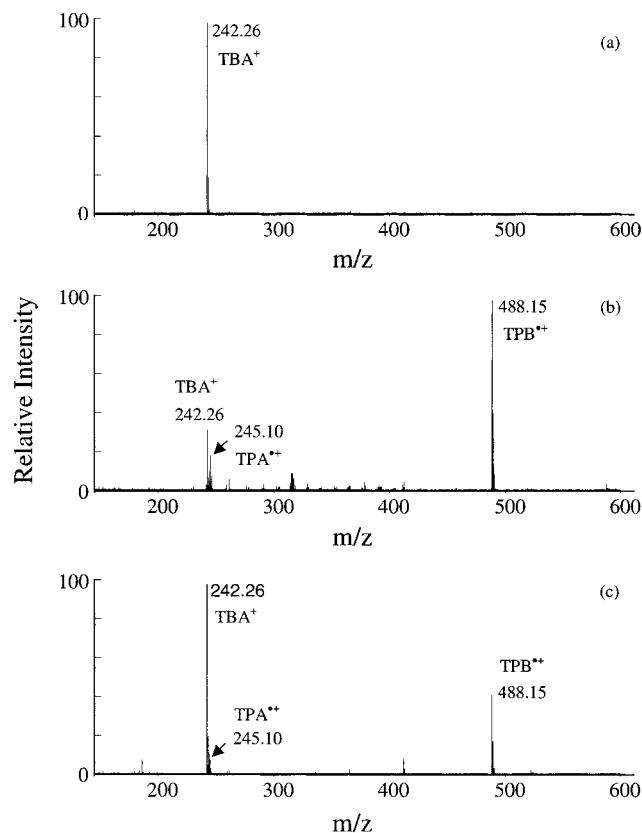 100
242.26
TBA⁺
(a)
0
200 300 400 500 600
m/z
100
488.15
TPB•⁺
(b)
TBA⁺
242.26
245.10
TPA•⁺
0
200 300 400 500 600
m/z
Relative Intensity
100
242.26
TBA⁺
(c)
TPB•⁺
488.15
TPA•⁺
245.10
0
200 300 400 500 600
m/z